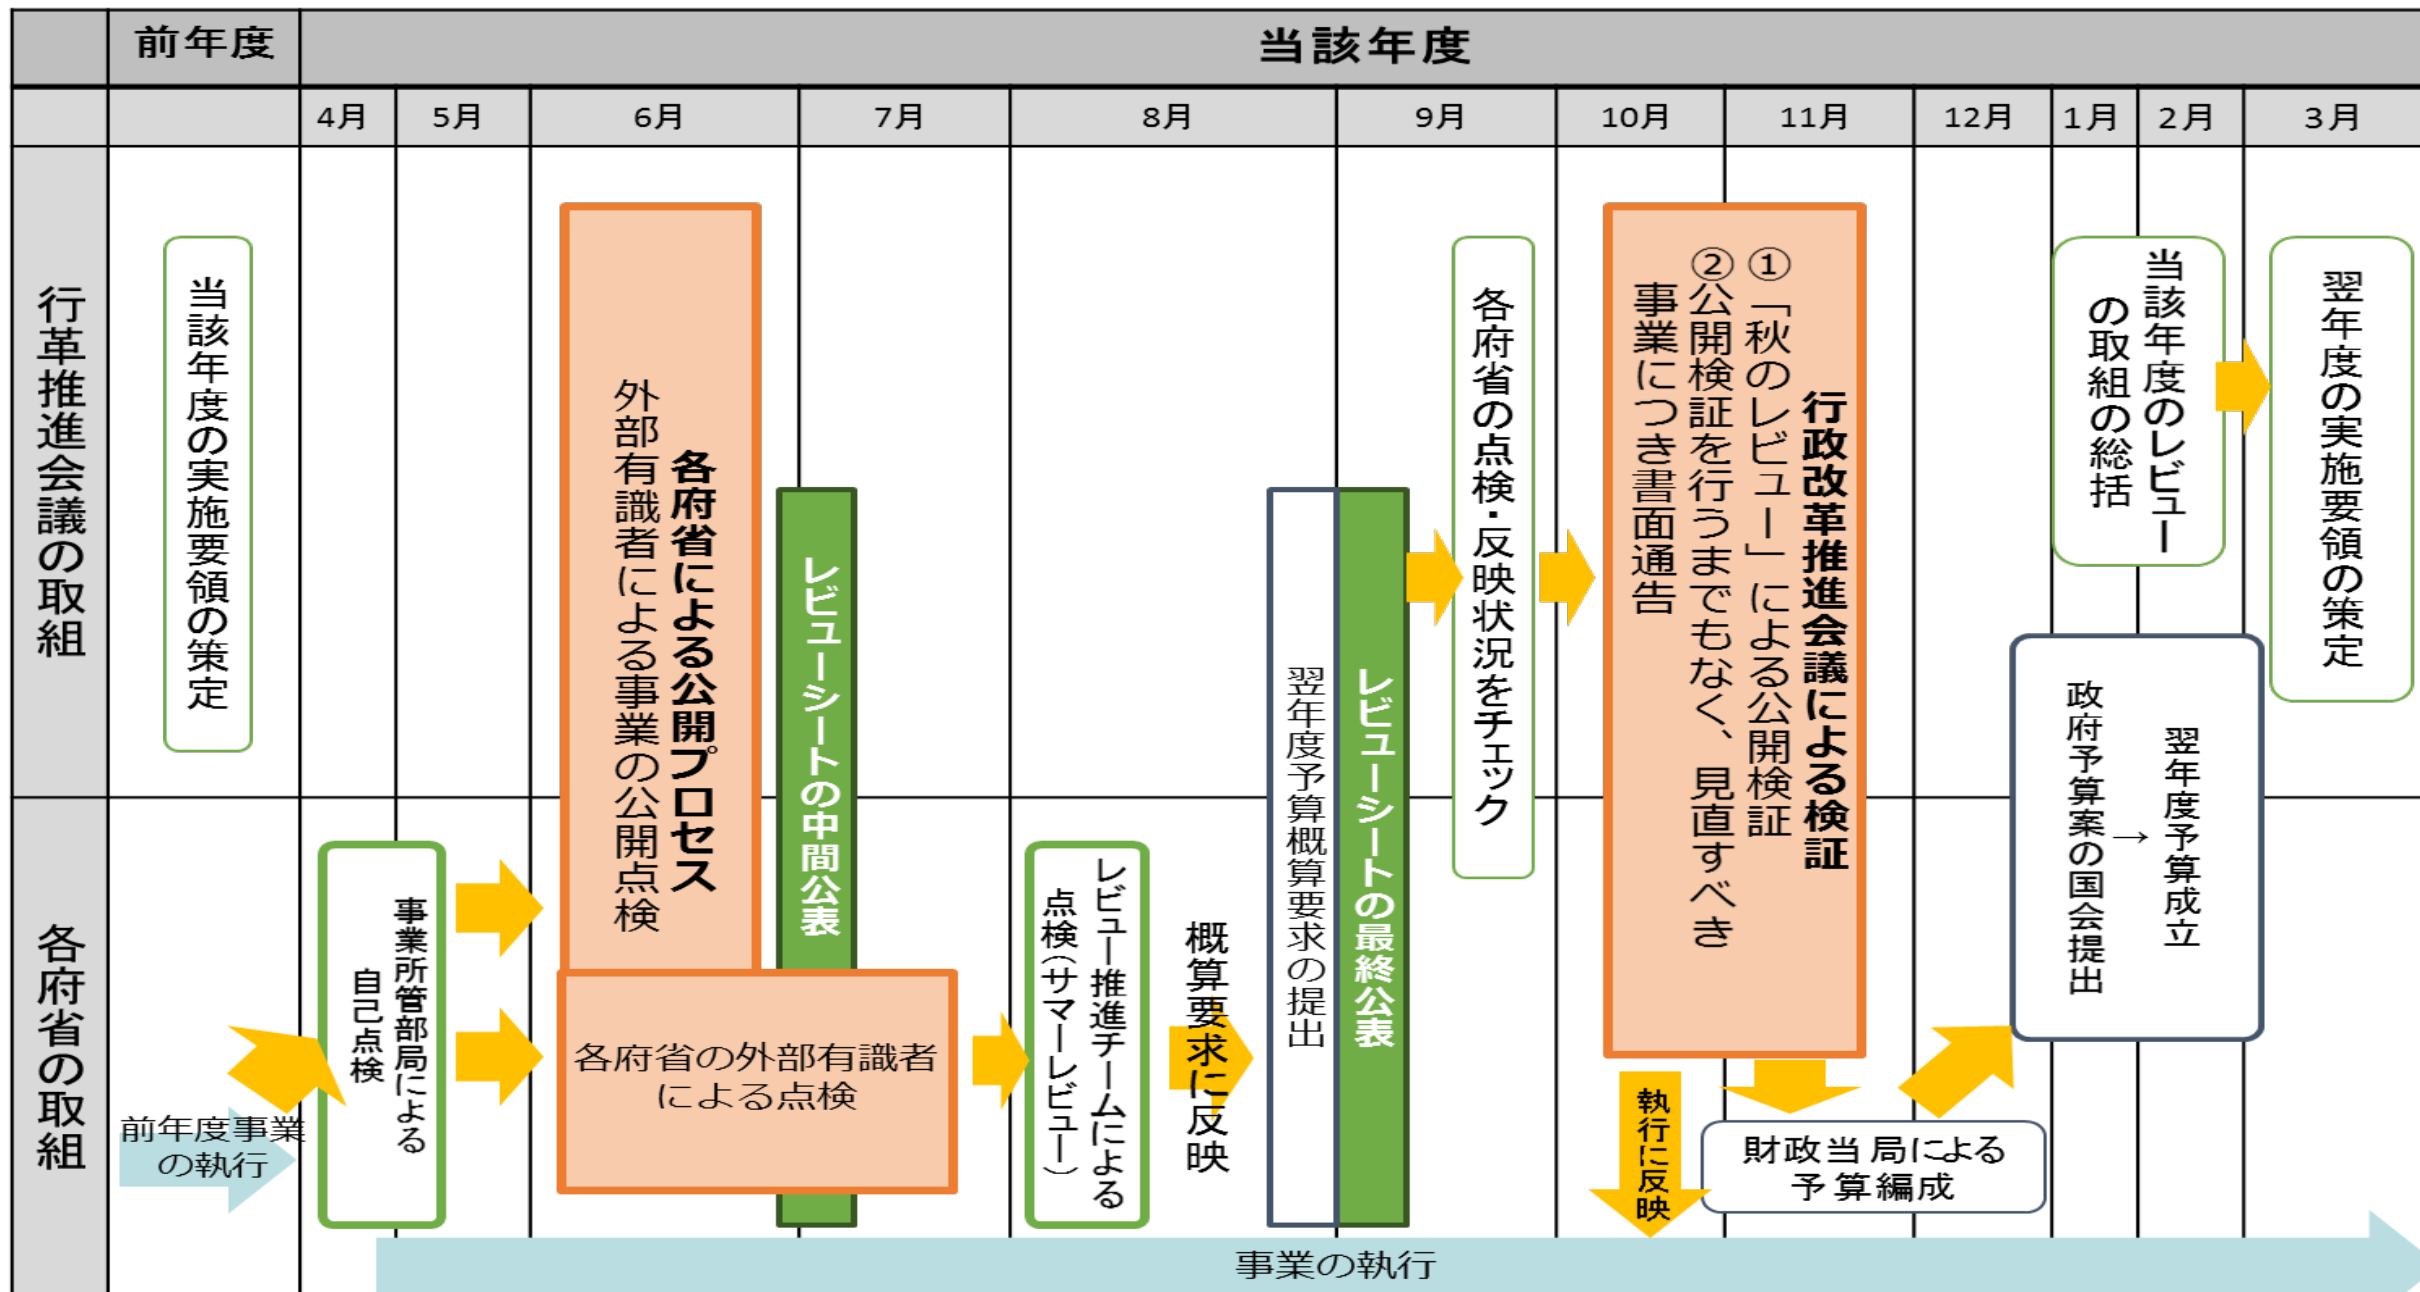 前年度
当該年度
4月
5月
6月
7月
8月
9月
10月
11月
12月
1月
2月
3月
行革推進会議の取組
当該年度の実施要領の策定
各府省による公開プロセス
外部有識者による事業の公開点検
レビューシートの中間公表
翌年度予算概算要求の提出
レビューシートの最終公表
各府省の点検・反映状況をチェック
行政改革推進会議による検証
①「秋のレビュー」による公開検証
②公開検証を行うまでもなく、見直すべき
事業につき書面通告
当該年度のレビュー
の取組の総括
翌年度の実施要領の策定
政府予算案の国会提出
→
翌年度予算成立
各府省の取組
前年度事業
の執行
事業所管部局による
自己点検
各府省の外部有識者
による点検
レビュー推進チームによる
点検(サマーレビュー)
概算要求に反映
執行に反映
財政当局による
予算編成
事業の執行